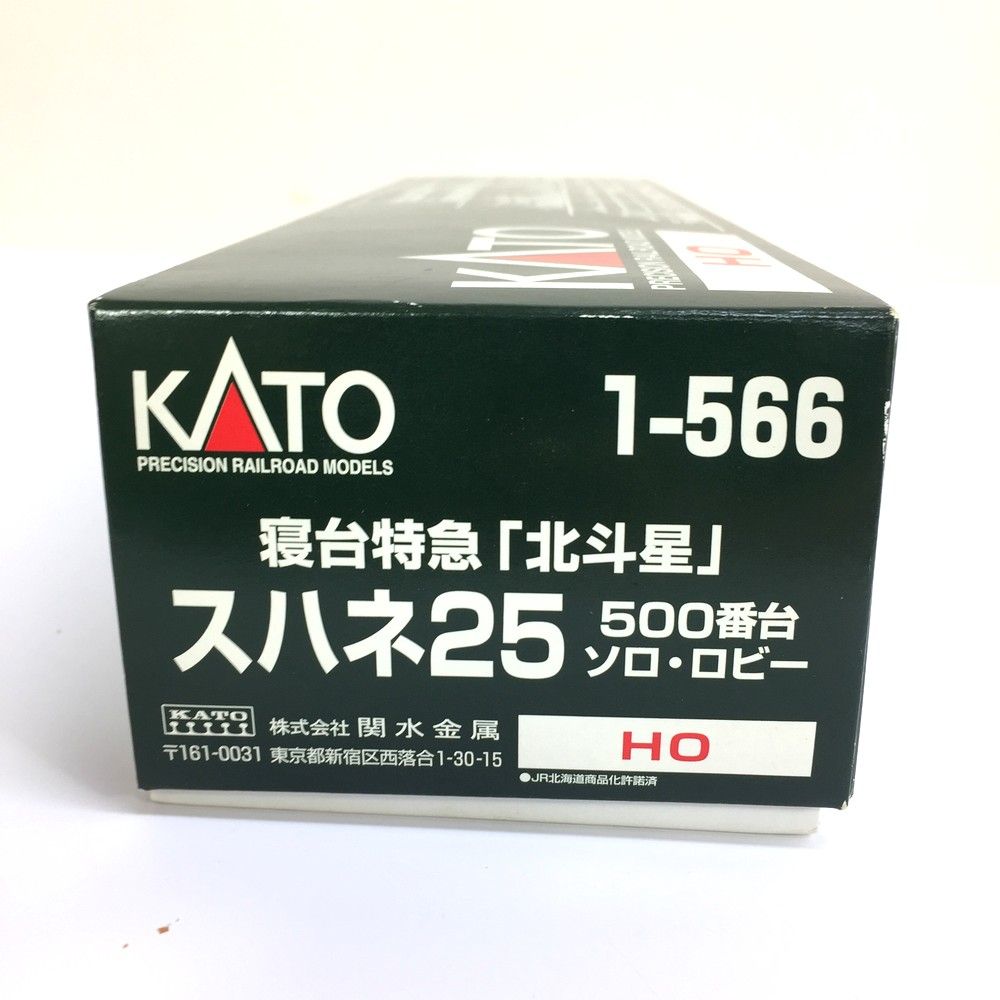 HO
KATO
PRECISION RAILROAD MODELS
KATO
PRECISION RAILROAD MODELS
1-566
寝台特急「北斗星」
スハネ25
500番台
ソロ・ロビー
KATO
株式会社 関水金属
〒161-0031 東京都新宿区西落合1-30-15
HO
●JR北海道商品化許諾済